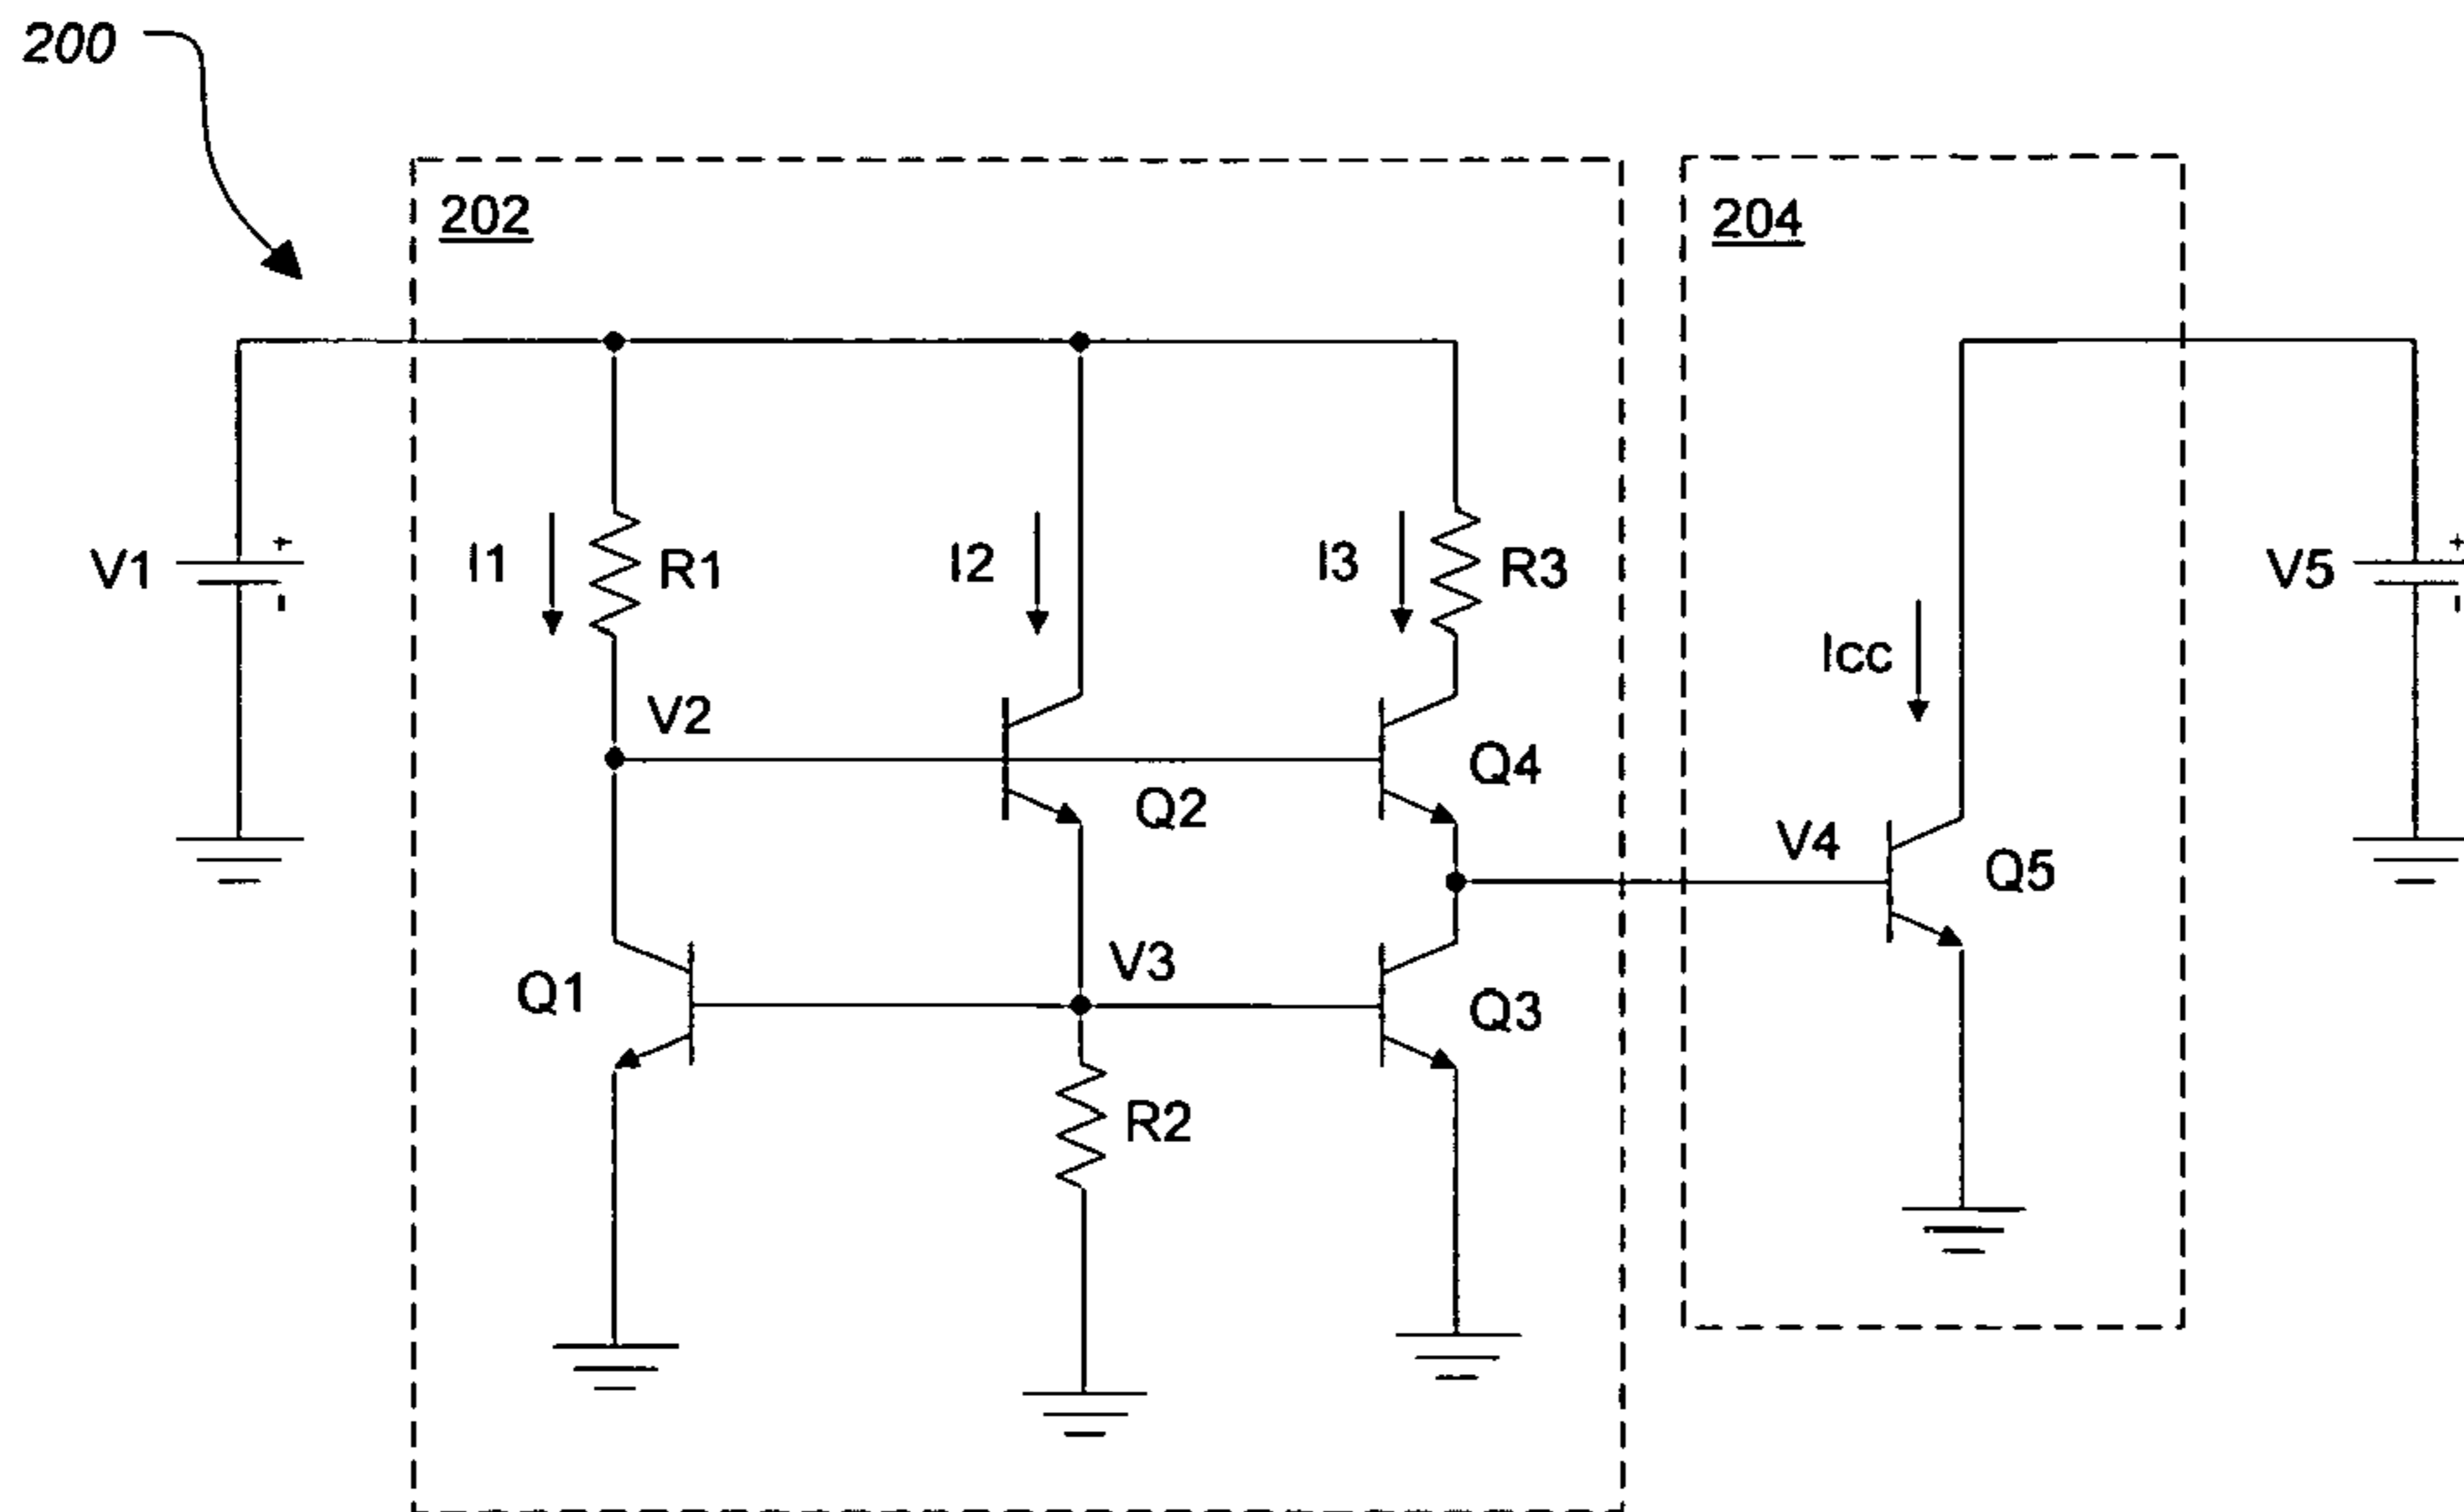 200
202
204
V1 + -
I1
R1
I2
I3
R3
V5 + -
Icc
V2
Q4
Q2
V4
Q5
V3
Q1
Q3
R2